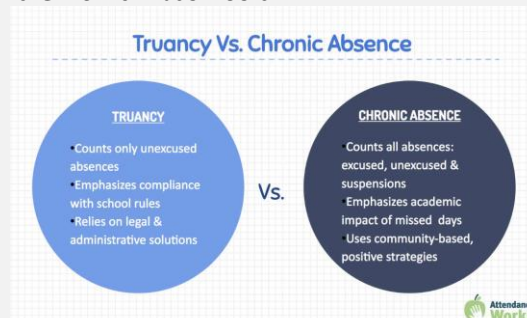 Truancy Vs. Chronic Absence
TRUANCY
•Counts only unexcused
absences
•Emphasizes compliance
with school rules
•Relies on legal &
administrative solutions
Vs.
CHRONIC ABSENCE
•Counts all absences:
excused, unexcused &
suspensions
•Emphasizes academic
impact of missed days
•Uses community-based,
positive strategies
Attendanc
Work